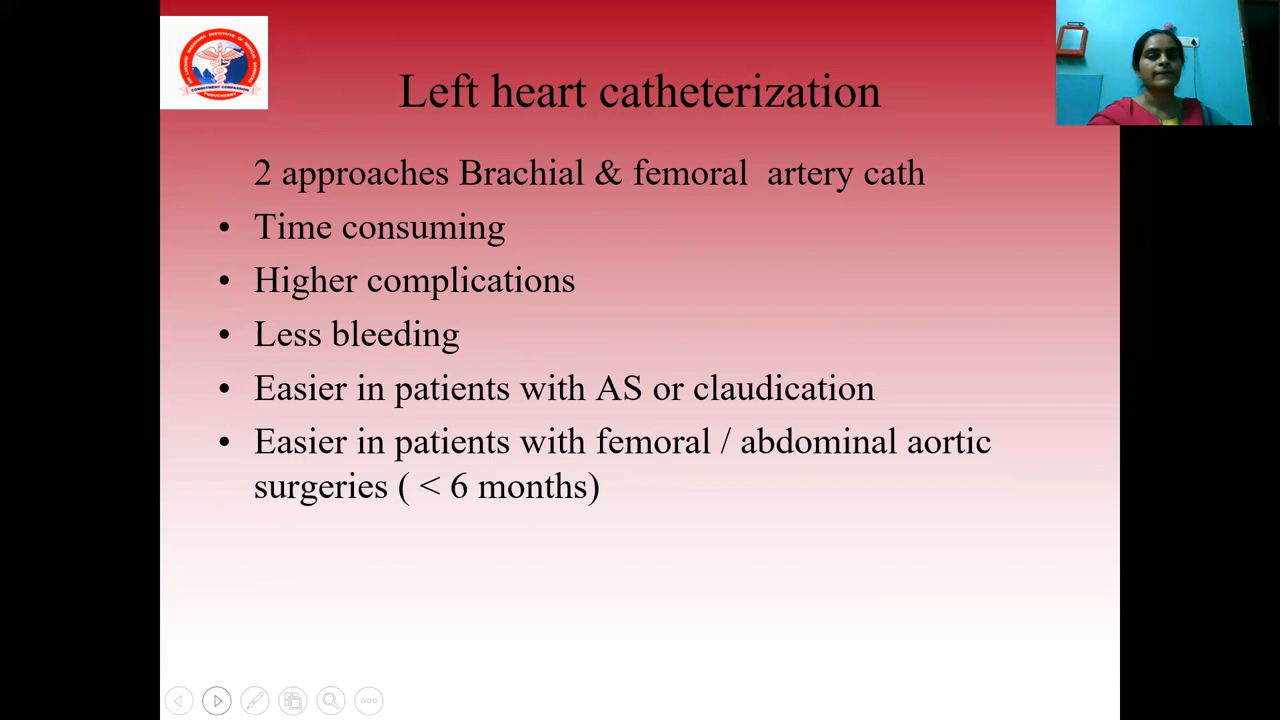 Left heart catheterization
2 approaches Brachial & femoral artery cath
• Time consuming
• Higher complications
• Less bleeding
• Easier in patients with AS or claudication
• Easier in patients with femoral / abdominal aortic
surgeries ( < 6 months)